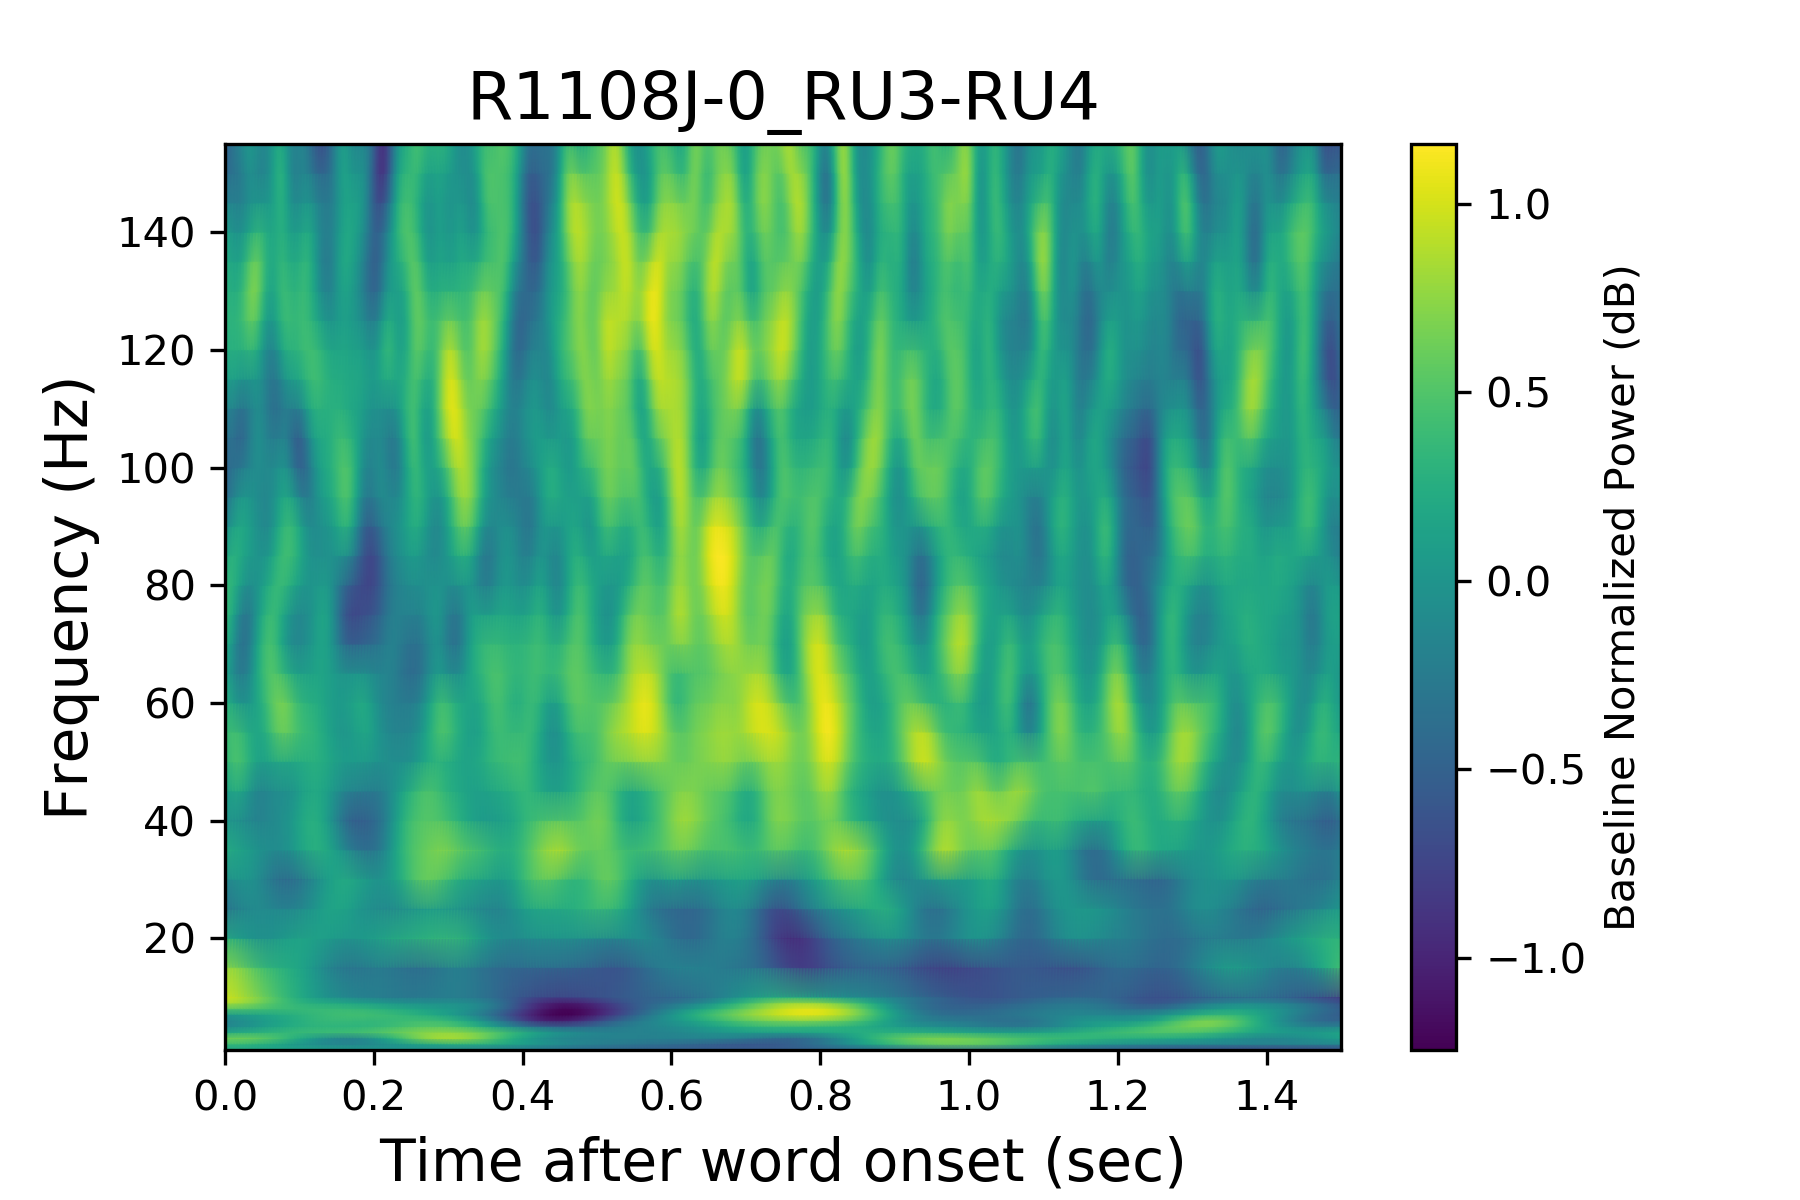 R1108J-0_RU3-RU4
Frequency (Hz)
140
120
100
80
60
40
20
0.0 0.2 0.4 0.6 0.8 1.0 1.2 1.4
Time after word onset (sec)
1.0
0.5
0.0
−0.5
−1.0
Baseline Normalized Power (dB)